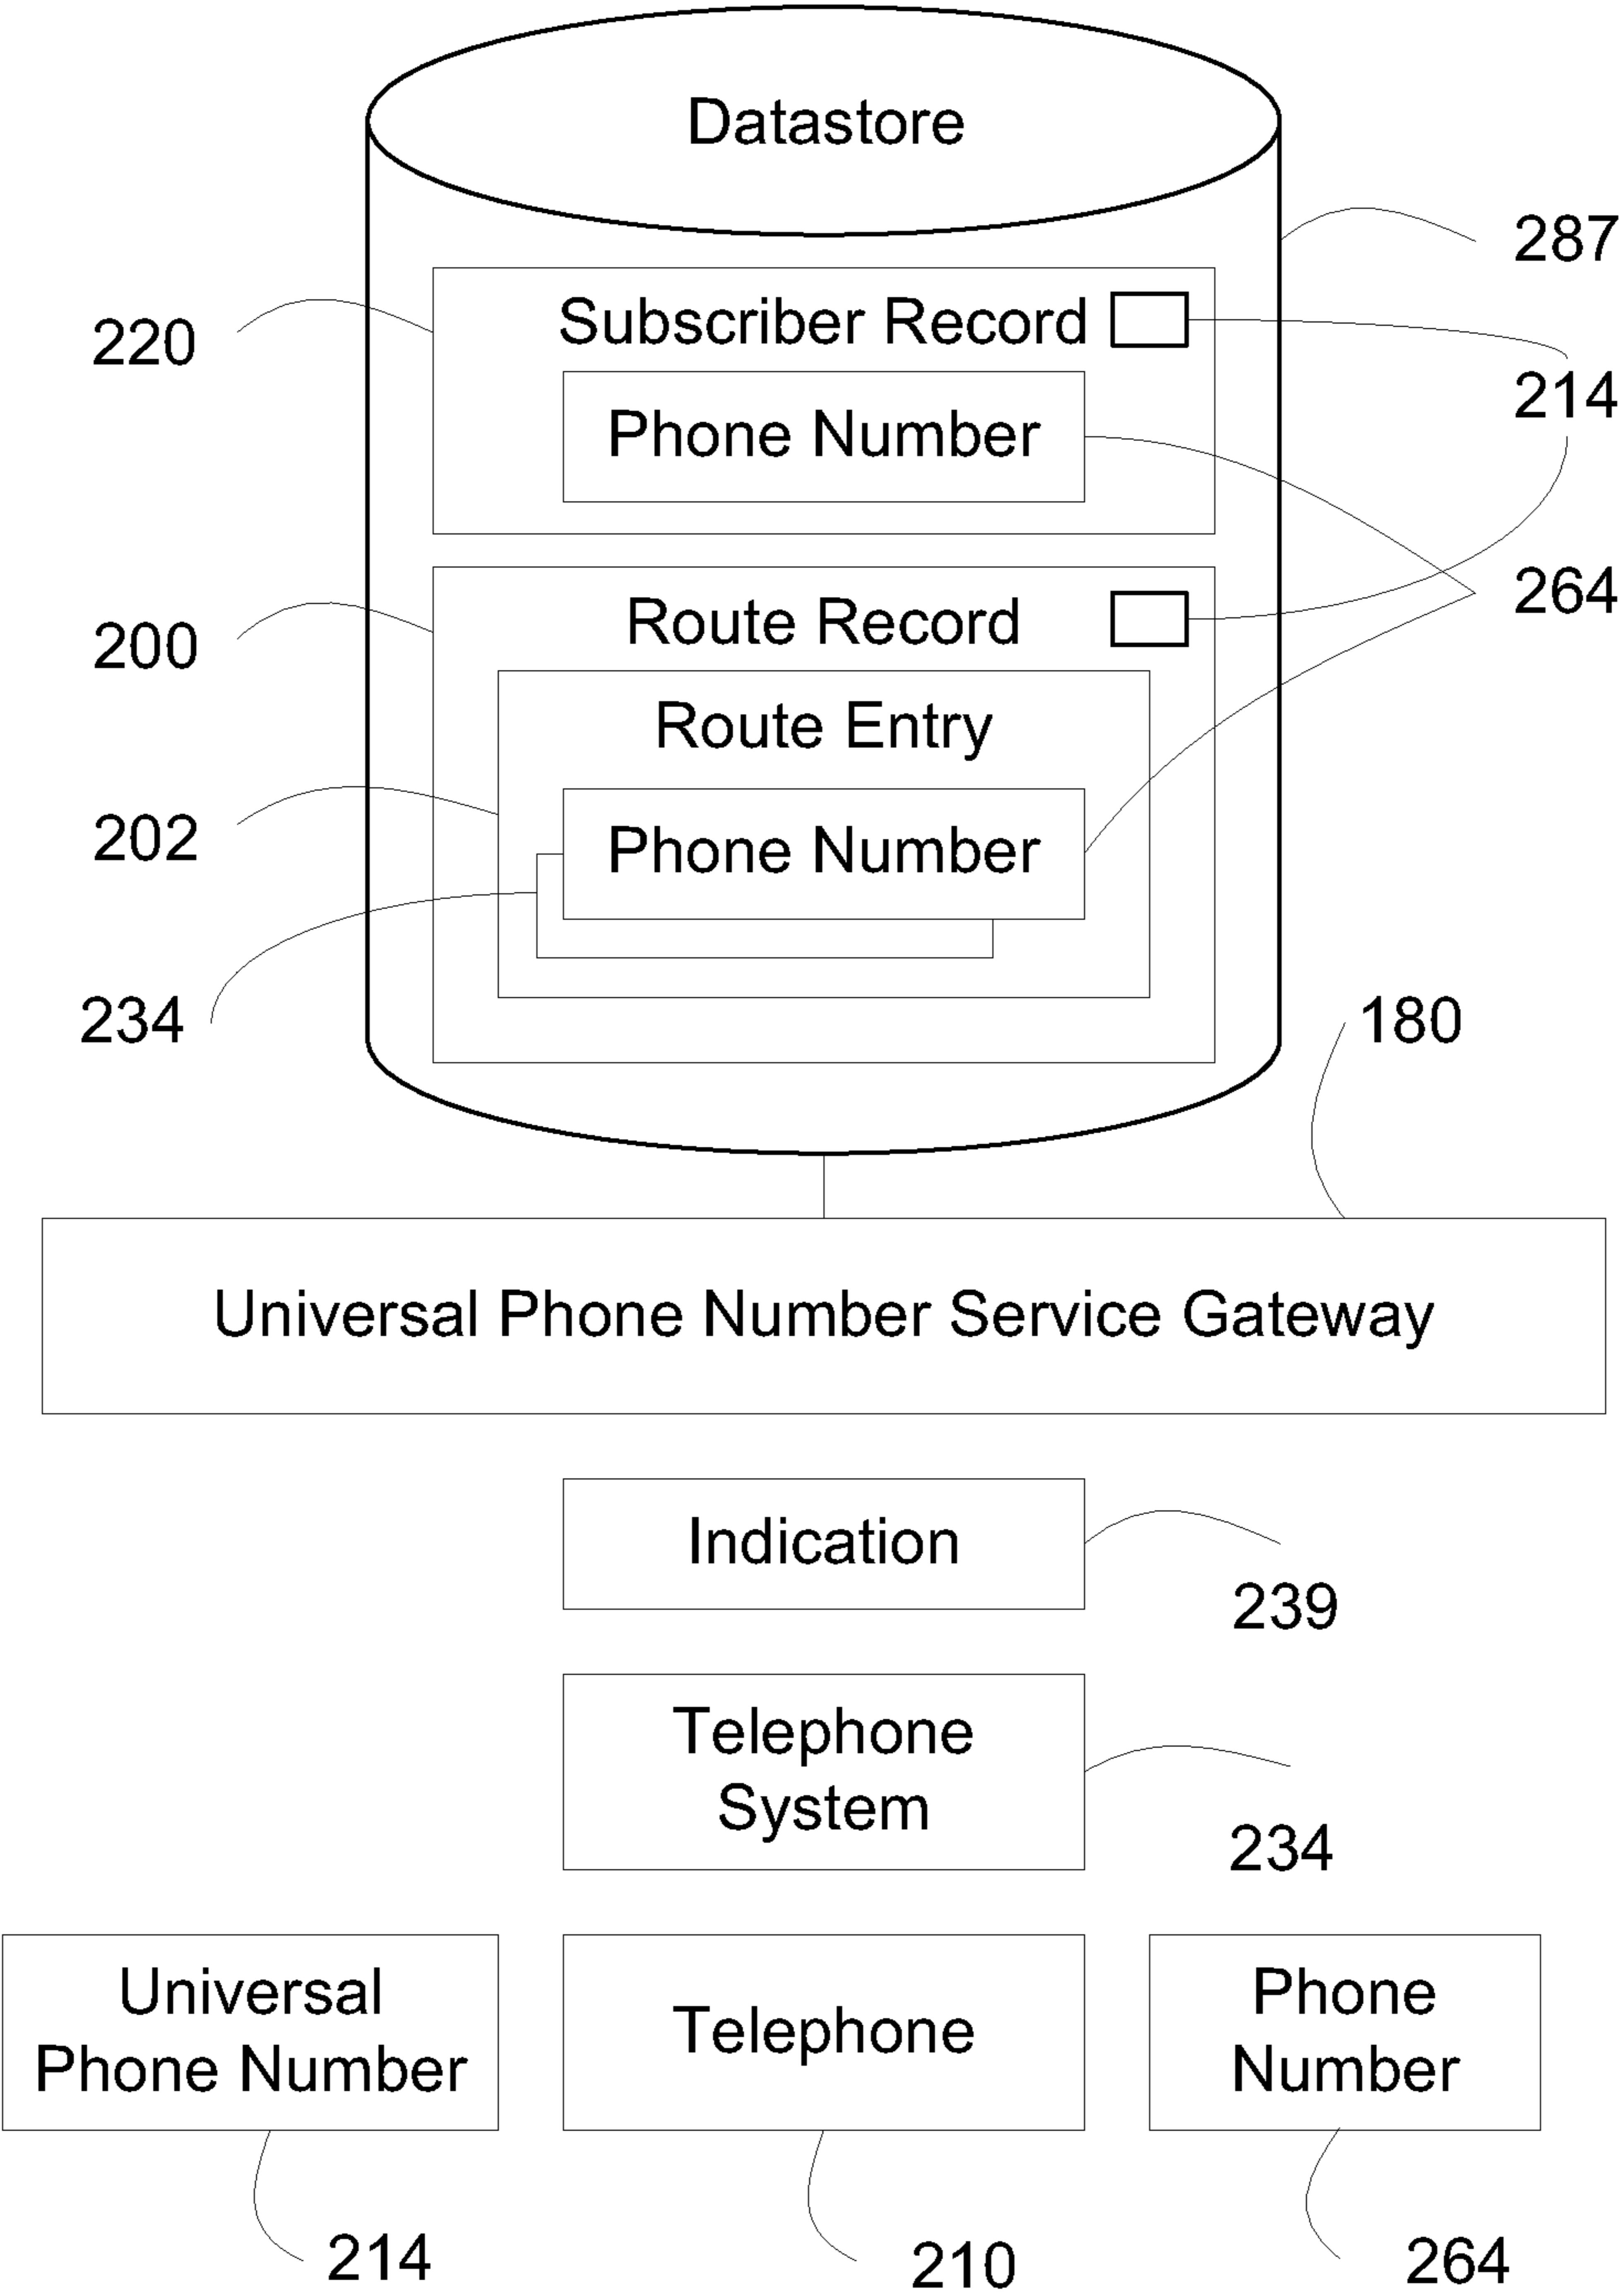 Datastore
287
Subscriber Record
220
214
Phone Number
264
Route Record
200
Route Entry
202
Phone Number
234
180
Universal Phone Number Service Gateway
Indication
239
Telephone
System
234
Universal
Phone Number
Telephone
Phone
Number
214
210
264